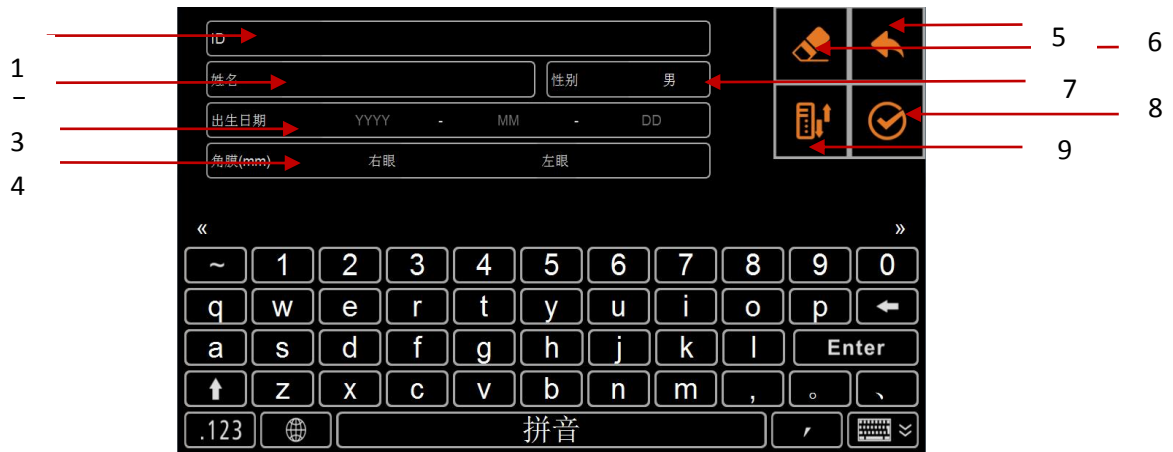 ID
姓名 性别 男
出生日期 YYYY - MM - DD
角膜(mm) 右眼 左眼
« »
~ 1 2 3 4 5 6 7 8 9 0
q w e r t y u i o p
a s d f g h j k l Enter
z x c v b n m , 。 、
.123 拼音 ′
1
3
4
5 6
7
8
9